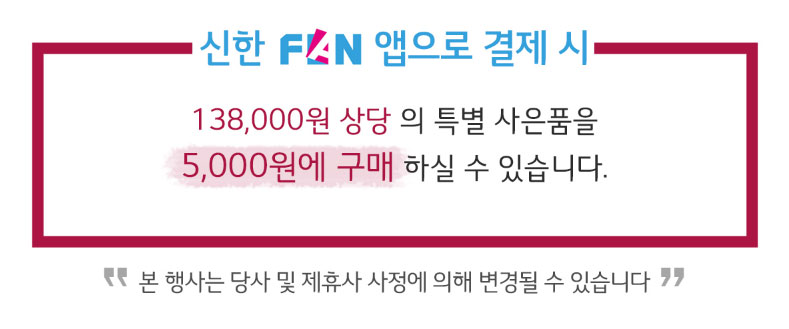 신한 FAN 앱으로 결제 시
138,000원 상당 의 특별 사은품을
5,000원에 구매 하실 수 있습니다.
" 본 행사는 당사 및 제휴사 사정에 의해 변경될 수 있습니다 "